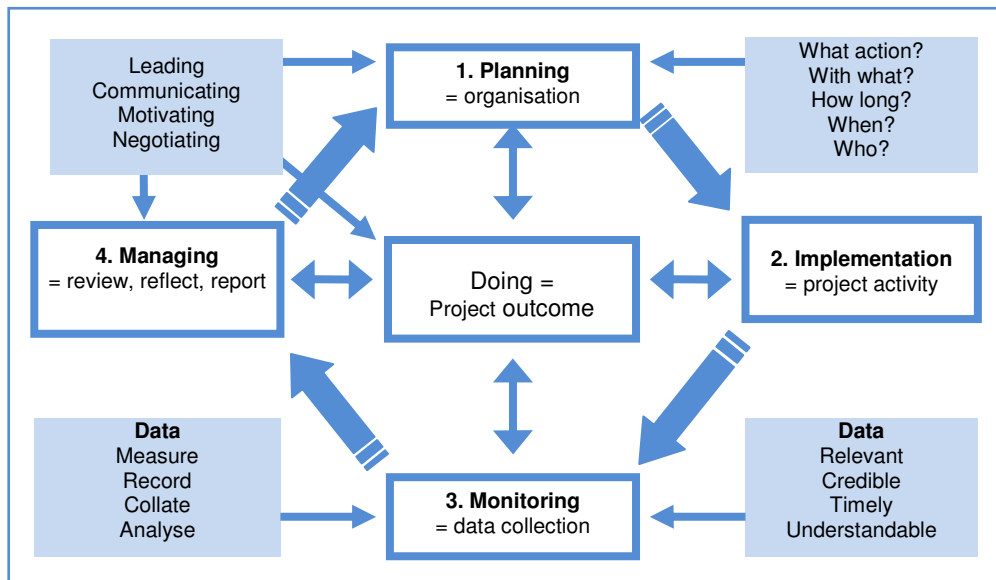 Leading
Communicating
Motivating
Negotiating
1. Planning
= organisation
What action?
With what?
How long?
When?
Who?
4. Managing
= review, reflect, report
Doing =
Project outcome
2. Implementation
= project activity
Data
Measure
Record
Collate
Analyse
3. Monitoring
= data collection
Data
Relevant
Credible
Timely
Understandable